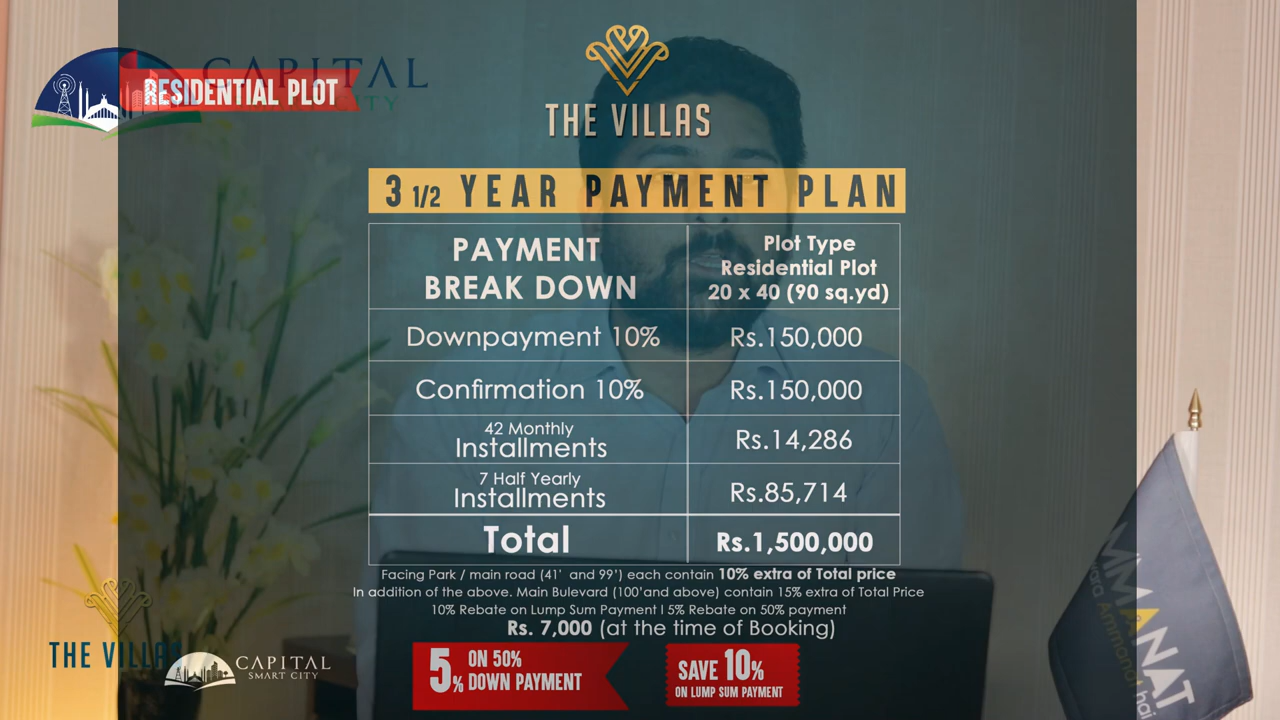 CAPITAL
CITY
RESIDENTIAL PLOT
THE VILLAS
3 1/2 YEAR PAYMENT PLAN
PAYMENT
BREAK DOWN
Plot Type
Residential Plot
20 x 40 (90 sq.yd)
Downpayment 10%
Rs.150,000
Confirmation 10%
Rs.150,000
42 Monthly
Installments
Rs.14,286
7 Half Yearly
Installments
Rs.85,714
Total
Rs.1,500,000
Facing Park / main road (41' and 99') each contain 10% extra of Total price
In addition of the above. Main Bulevard (100'and above) contain 15% extra of Total Price
10% Rebate on Lump Sum Payment I 5% Rebate on 50% payment
Rs. 7,000 (at the time of Booking)
5% ON 50%
DOWN PAYMENT
SAVE 10%
ON LUMP SUM PAYMENT
THE VILLAS
CAPITAL
SMART CITY